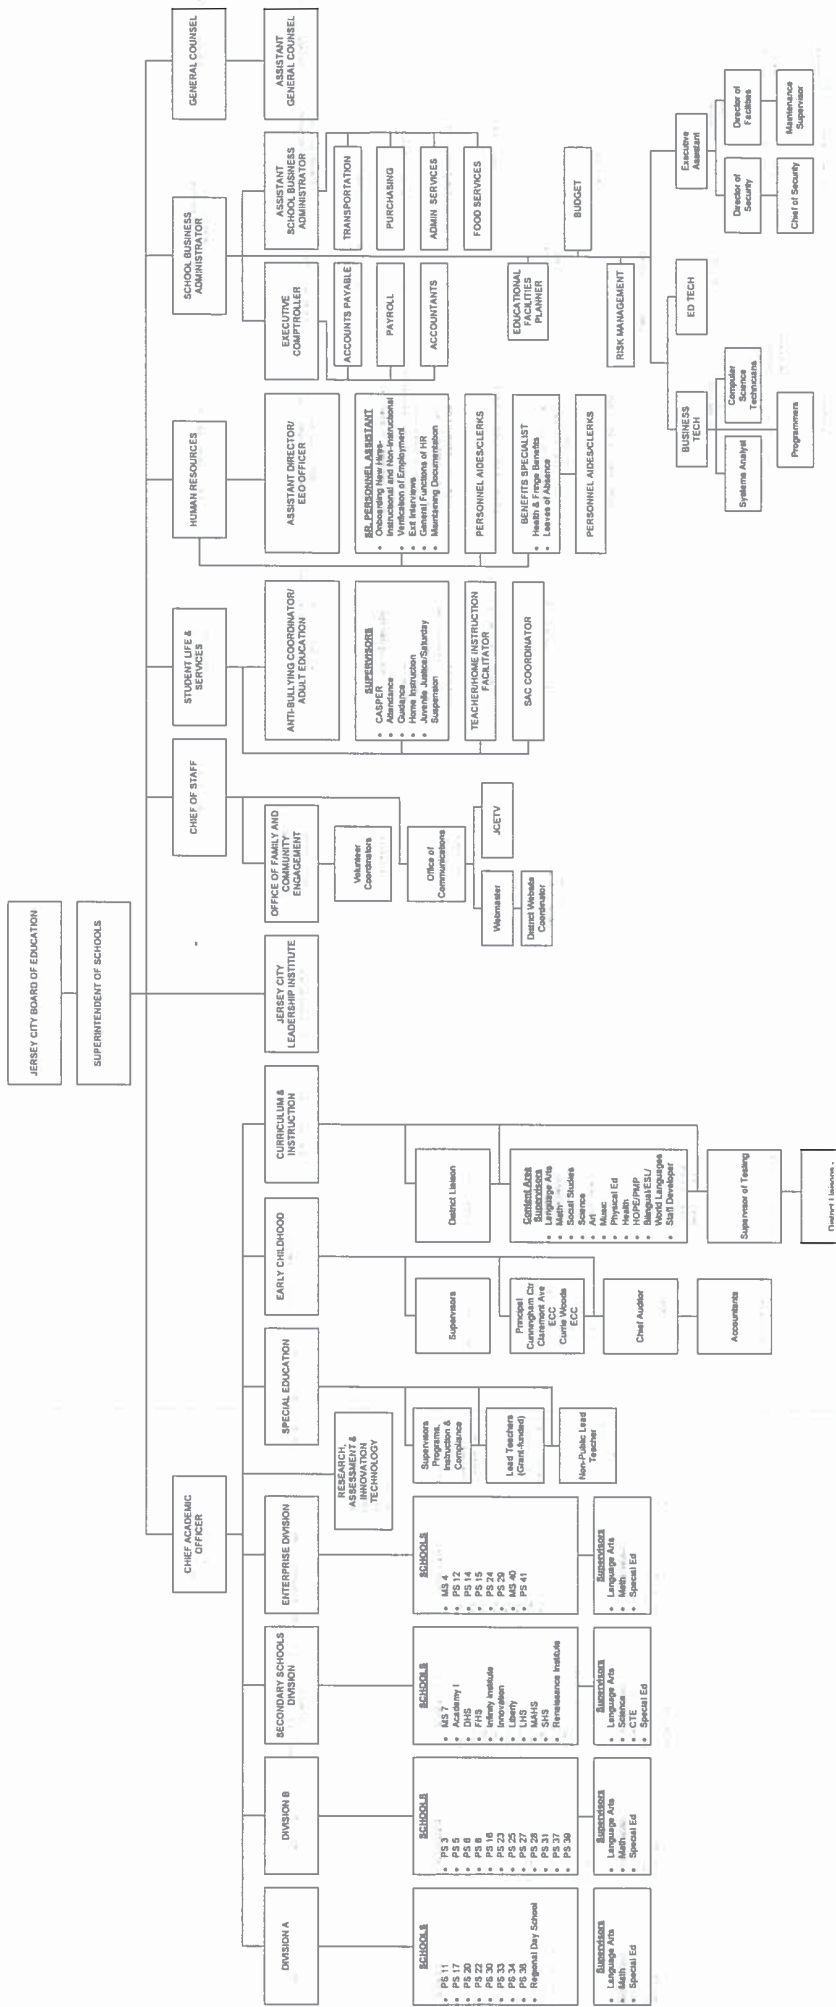 JERSEY CITY BOARD OF EDUCATION
SUPERINTENDENT OF SCHOOLS
CHIEF ACADEMIC
OFFICER
CHIEF OF STAFF
STUDENT LIFE &
SERVICES
HUMAN RESOURCES
SCHOOL BUSINESS
ADMINISTRATOR
GENERAL COUNSEL
DIVISION A
DIVISION B
SECONDARY SCHOOLS
DIVISION
ENTERPRISE DIVISION
SPECIAL EDUCATION
EARLY CHILDHOOD
CURRICULUM &
INSTRUCTION
JERSEY CITY
LEADERSHIP INSTITUTE
OFFICE OF FAMILY AND
COMMUNITY
ENGAGEMENT
ANTI-BULLYING COORDINATOR/
ADULT EDUCATION
ASSISTANT DIRECTOR/
EEO OFFICER
EXECUTIVE
COMPTROLLER
ASSISTANT
SCHOOL BUSINESS
ADMINISTRATOR
ASSISTANT
GENERAL COUNSEL
RESEARCH,
ASSESSMENT &
INNOVATION
TECHNOLOGY
SCHOOLS
• PS 11
• PS 17
• PS 20
• PS 22
• PS 30
• PS 33
• PS 34
• PS 38
• Regional Day School
Supervisors
• Language Arts
• Math
• Special Ed
SCHOOLS
• PS 3
• PS 5
• PS 6
• PS 8
• PS 16
• PS 23
• PS 25
• PS 27
• PS 28
• PS 31
• PS 37
• PS 39
Supervisors
• Language Arts
• Math
• Special Ed
SCHOOLS
• MS 7
• Academy I
• DHS
• FHS
• Infinity Institute
• Innovation
• Liberty
• LHS
• MAHS
• SHS
• Renaissance Institute
Supervisors
• Language Arts
• Science
• CTE
• Special Ed
SCHOOLS
• MS 4
• PS 12
• PS 14
• PS 15
• PS 24
• PS 29
• MS 40
• PS 41
Supervisors
• Language Arts
• Math
• Special Ed
Supervisors
Programs,
Instruction &
Compliance
Lead Teachers
(Grant-funded)
Non-Public Lead
Teacher
Supervisors
Principal
Cunningham Ctr
Claremont Ave
ECC
Currie Woods
ECC
Chief Auditor
Accountants
District Liaison
Content Area
Supervisors
• Language Arts
• Math
• Social Studies
• Science
• Art
• Music
• Physical Ed
• Health
• HOPE/PMP
• Bilingual/ESL/
World Languages
• Staff Developer
Supervisor of Testing
District Liaisons -
Volunteer
Coordinators
Office of
Communications
Webmaster
JCETV
District Website
Coordinator
SUPERVISORS
• CASPER
• Attendance
• Guidance
• Home Instruction
• Juvenile Justice/Saturday
Suspension
TEACHER/HOME INSTRUCTION
FACILITATOR
SAC COORDINATOR
SR. PERSONNEL ASSISTANT
• Onboarding New Hires-
Instructional and Non-Instructional
• Verification of Employment
• Exit Interviews
• General Functions of HR
• Maintaining Documentation
PERSONNEL AIDES/CLERKS
BENEFITS SPECIALIST
• Health & Fringe Benefits
• Leaves of Absence
PERSONNEL AIDES/CLERKS
ACCOUNTS PAYABLE
PAYROLL
ACCOUNTANTS
TRANSPORTATION
PURCHASING
ADMIN SERVICES
FOOD SERVICES
EDUCATIONAL
FACILITIES
PLANNER
BUDGET
RISK MANAGEMENT
BUSINESS
TECH
ED TECH
Executive
Assistant
Systems Analyst
Computer
Science
Technicians
Programmers
Director of
Security
Director of
Facilities
Chief of Security
Maintenance
Supervisor